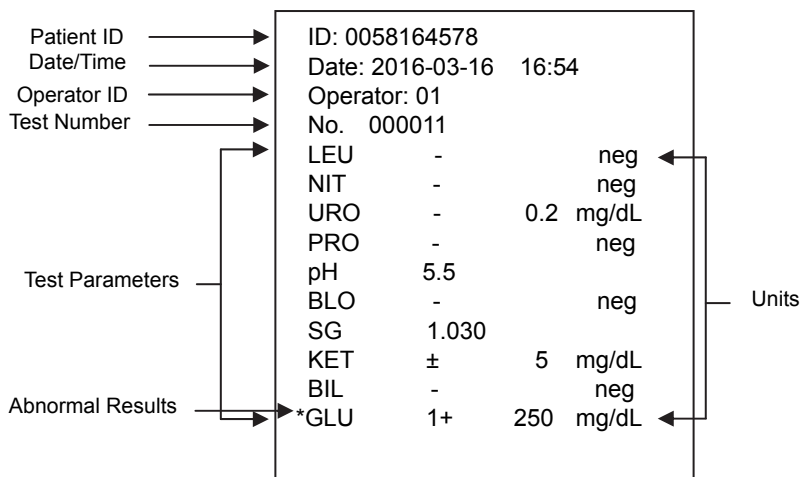 Patient ID ID: 0058164578
Date/Time Date: 2016-03-16 16:54
Operator ID Operator: 01
Test Number No. 000011
LEU - neg
NIT - neg
URO - 0.2 mg/dL
PRO - neg
Test Parameters pH 5.5
BLO - neg Units
SG 1.030
KET ± 5 mg/dL
BIL - neg
Abnormal Results *GLU 1+ 250 mg/dL